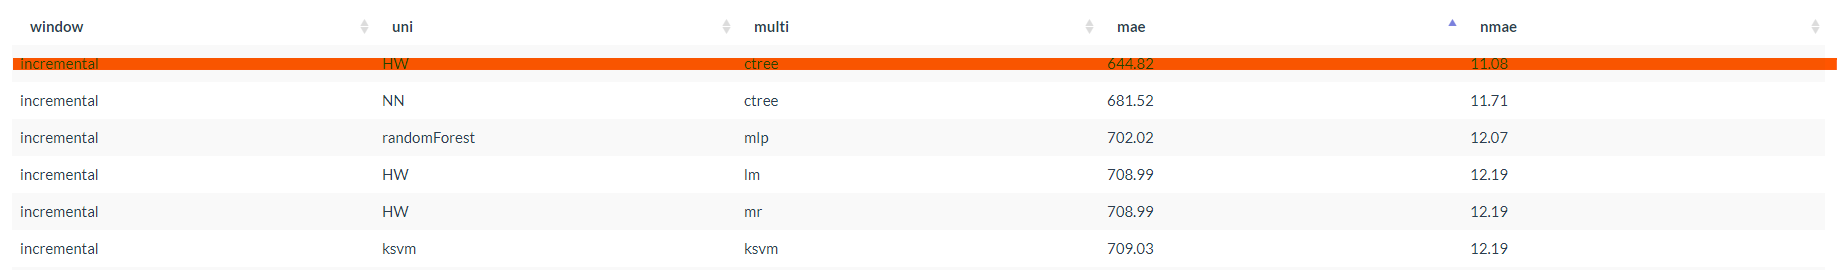 window uni multi mae nmae
incremental HW ctree 644.82 11.08
incremental NN ctree 681.52 11.71
incremental randomForest mlp 702.02 12.07
incremental HW lm 708.99 12.19
incremental HW mr 708.99 12.19
incremental ksvm ksvm 709.03 12.19